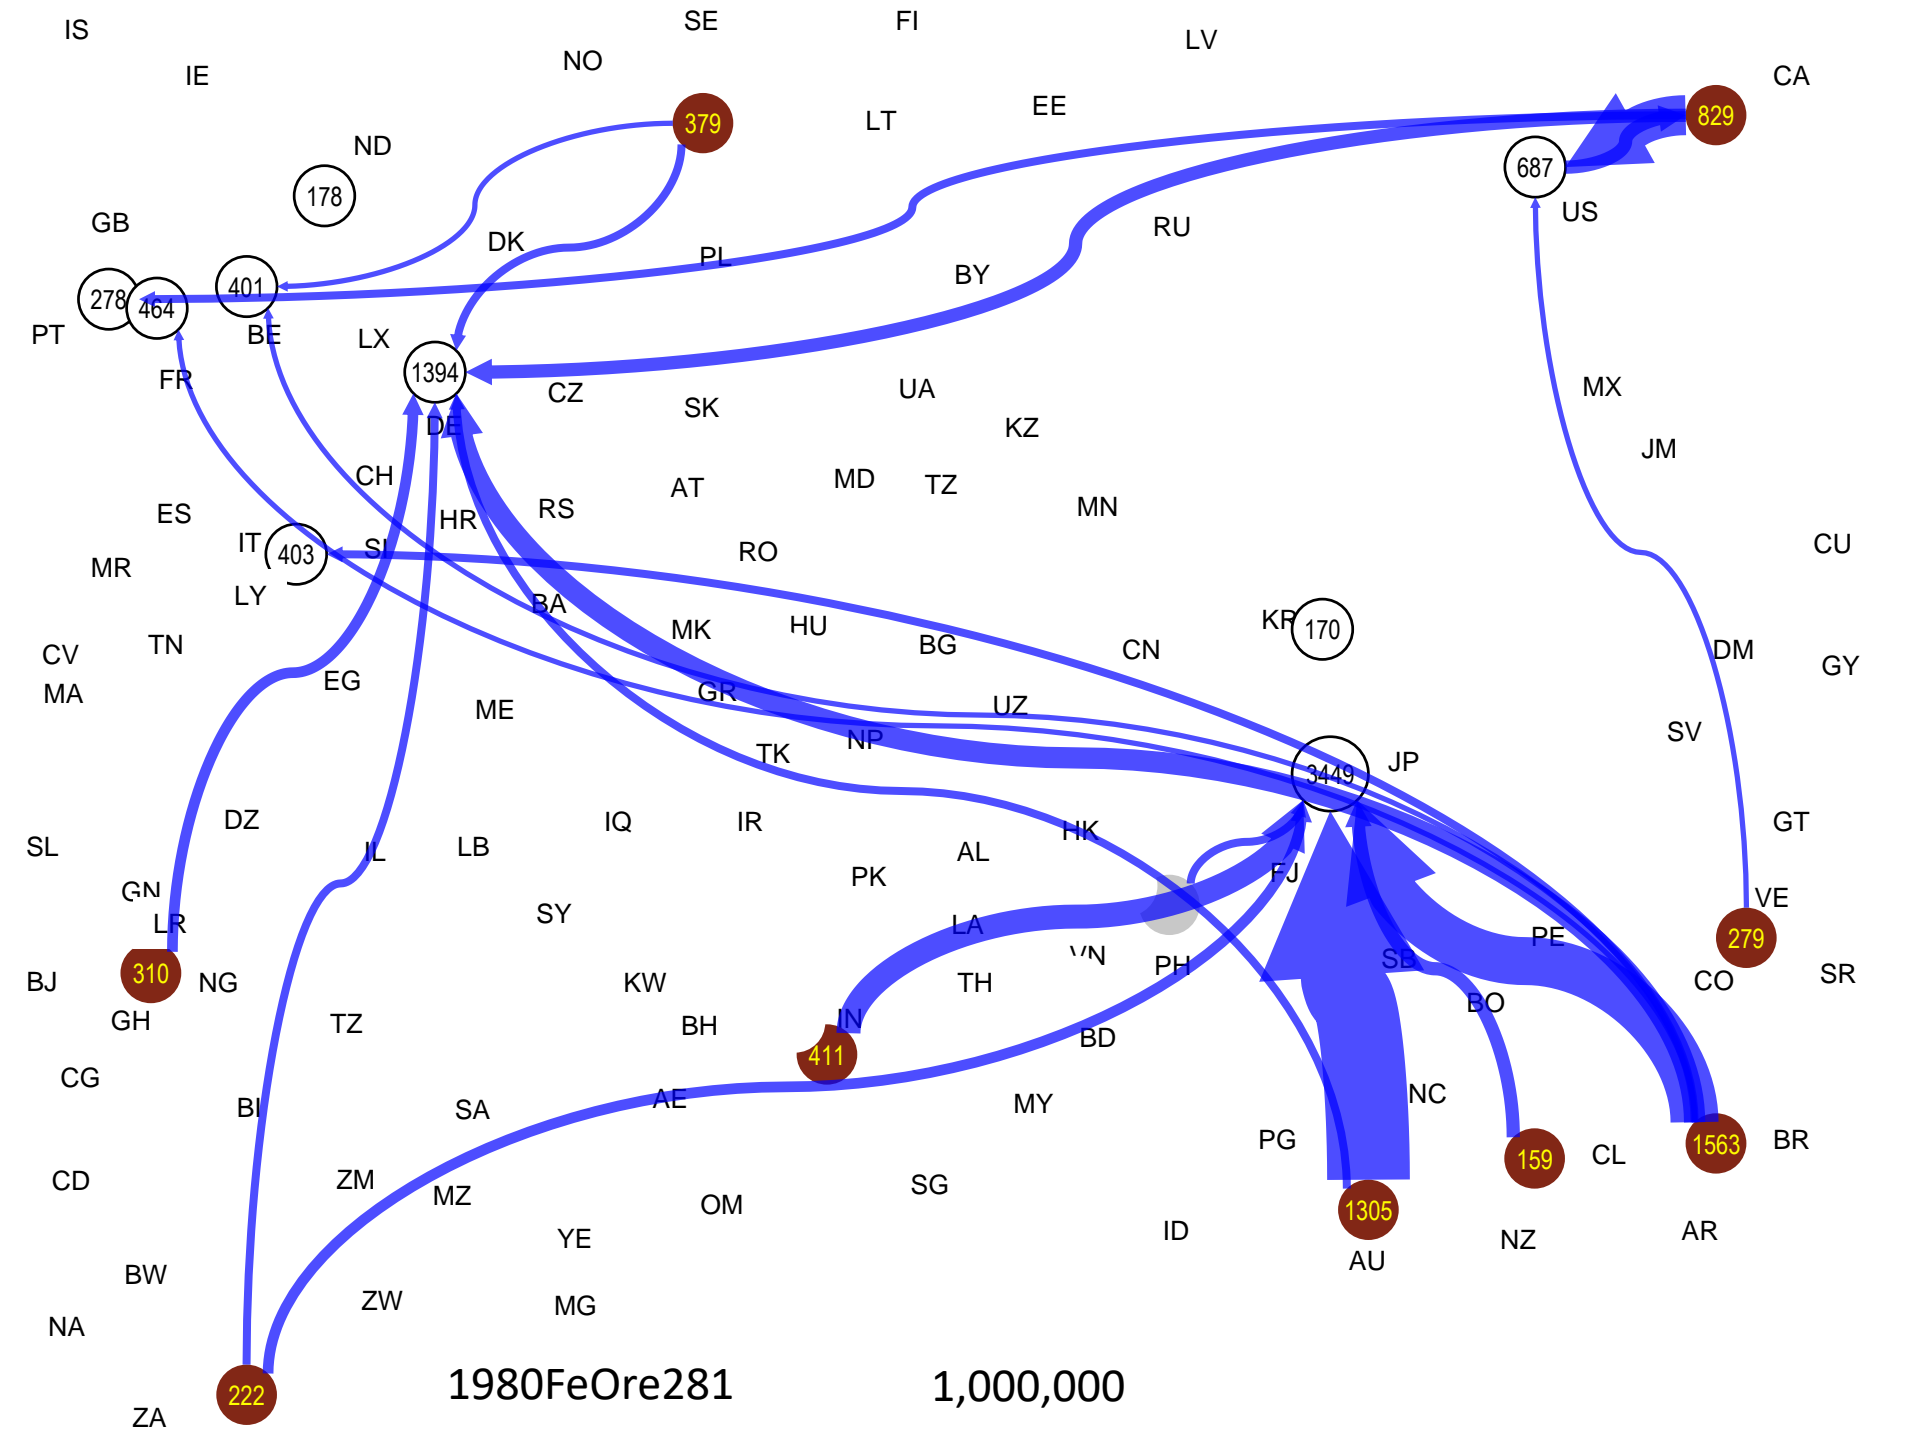 IS
SE
FI
LV
IE
NO
CA
EE
LT
379
829
ND
687
178
US
GB
RU
DK
PL
BY
401
278
464
PT
BE
LX
1394
FR
CZ
UA
MX
SK
DE
KZ
JM
CH
AT
MD
TZ
ES
HR
RS
MN
IT
403
SI
RO
CU
MR
LY
BA
KR
170
TN
MK
HU
BG
CN
DM
CV
GY
MA
EG
GR
ME
UZ
SV
TK
NP
JP
3449
DZ
IQ
IR
HK
GT
SL
IL
LB
AL
PK
FJ
GN
VE
LR
SY
LA
PE
279
VN
PH
SB
310
BJ
NG
KW
TH
CO
SR
BO
GH
TZ
BH
IN
BD
411
CG
BI
SA
AE
MY
NC
PG
159
CL
1563
BR
CD
ZM
MZ
OM
SG
1305
YE
ID
AU
NZ
AR
BW
NA
ZW
MG
222
1980FeOre281
1,000,000
ZA